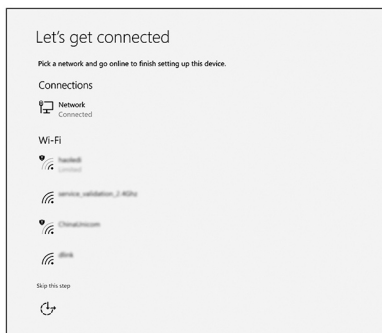 Let's get connected
Pick a network and go online to finish setting up this device.
Connections
Network
Connected
Wi-Fi
Limited
service_validation_2.4Ghz
ChinaUnicom
dlink
Skip this step